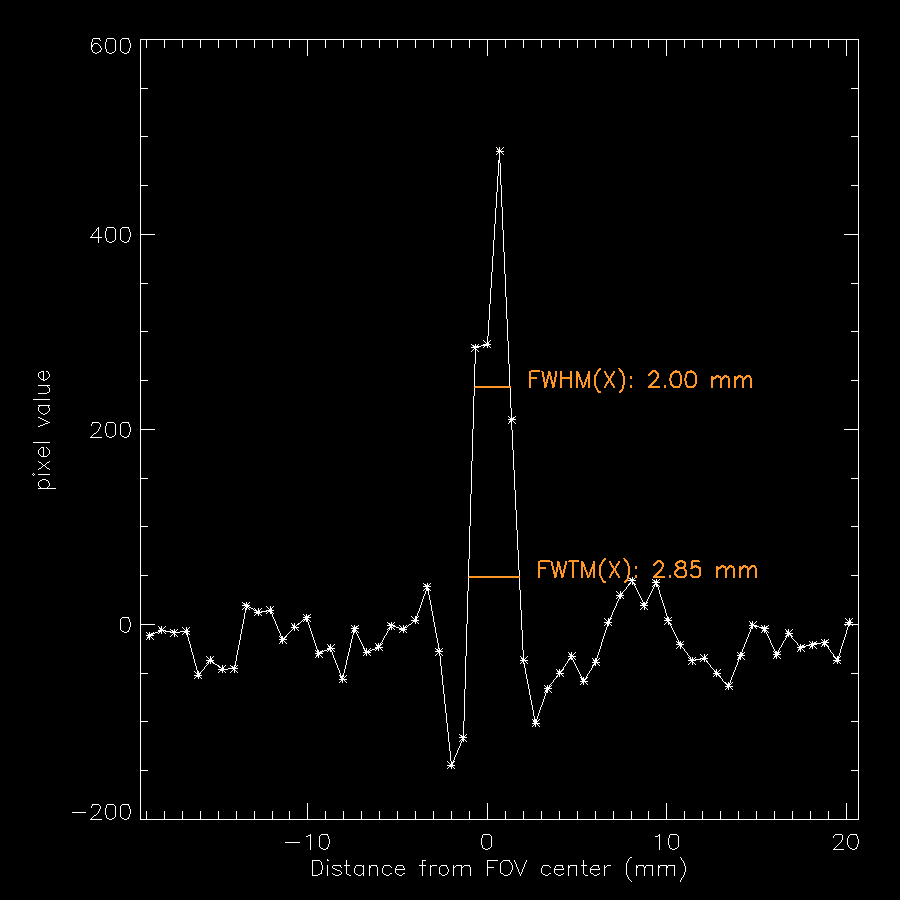 600
400
200
0
−200
pixel value
FWHM(X): 2.00 mm
FWTM(X): 2.85 mm
−10 0 10 20
Distance from FOV center (mm)